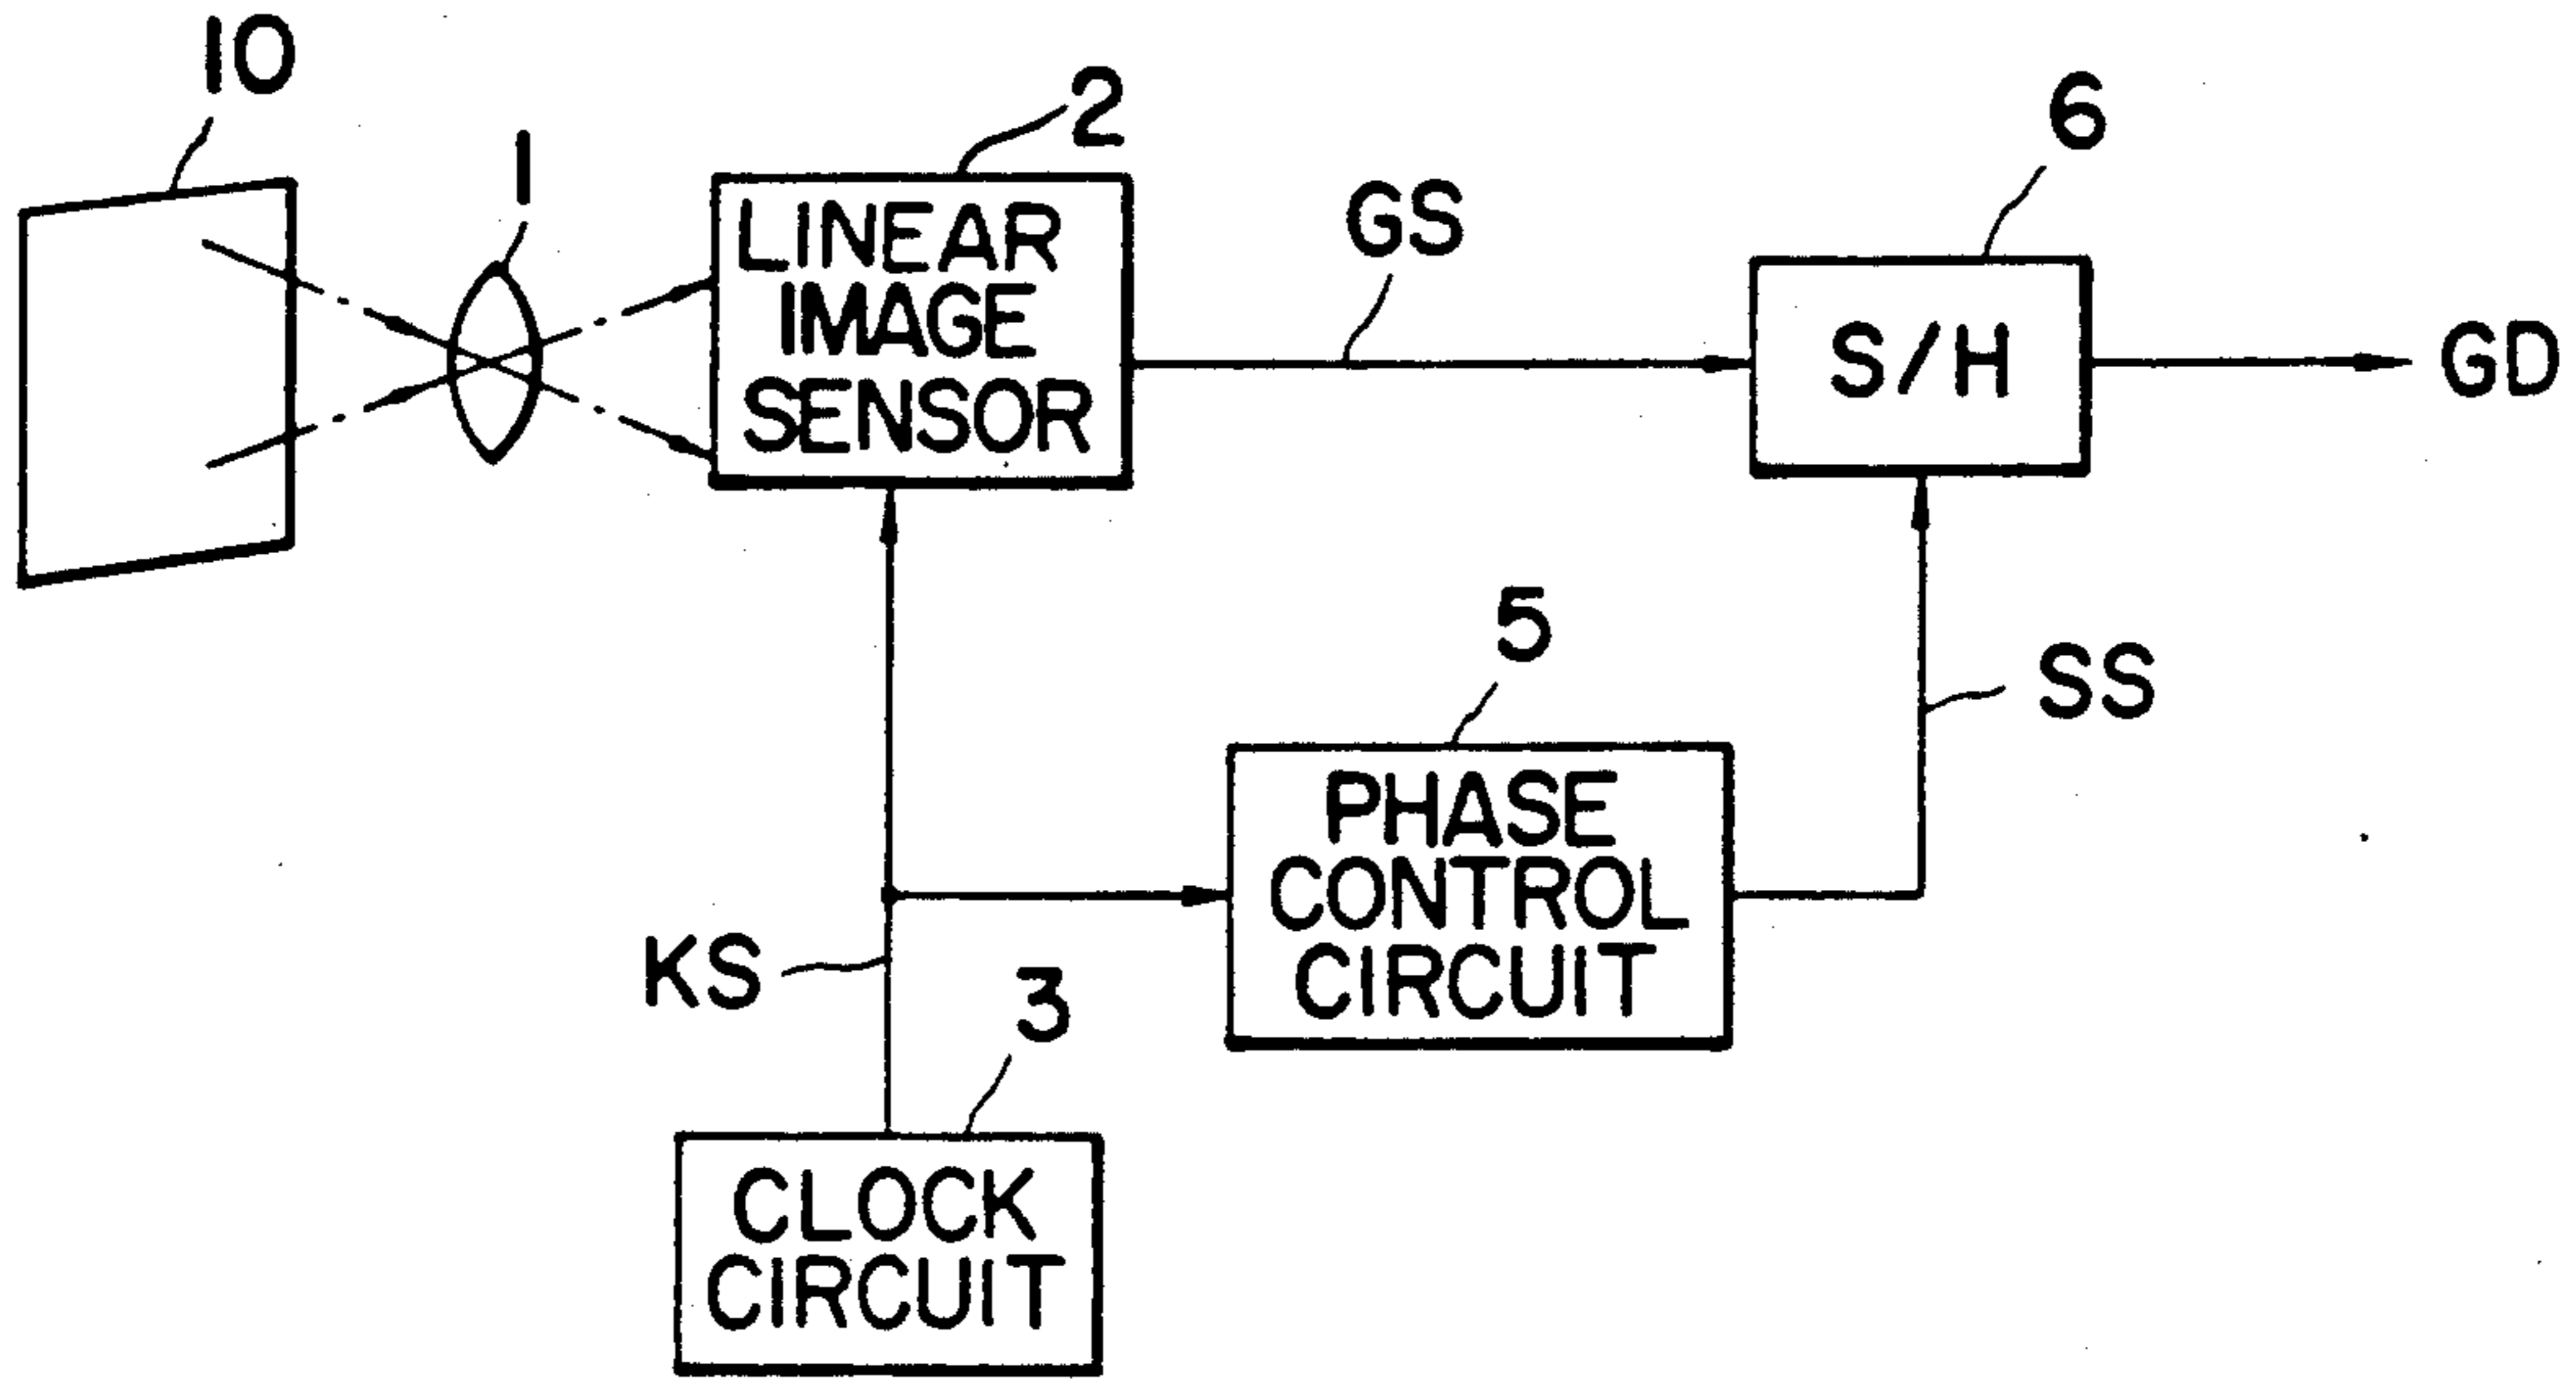 10
1
2
LINEAR
IMAGE
SENSOR
GS
6
S/H
GD
5
PHASE
CONTROL
CIRCUIT
SS
KS
3
CLOCK
CIRCUIT